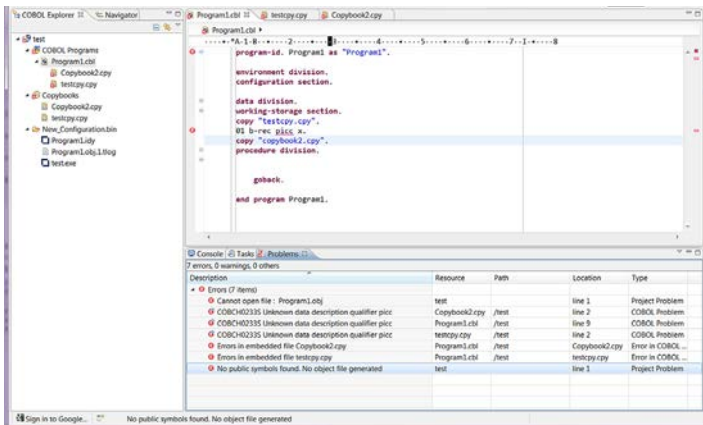 COBOL Explorer Navigator
test
COBOL Programs
Program1.cbl
Copybook2.cpy
testcpy.cpy
Copybooks
Copybook2.cpy
testcpy.cpy
New_Configuration.bin
Program1.idy
Program1.obj.1.tlog
test.exe
Program1.cbl testcpy.cpy Copybook2.cpy
Program1.cbl
program-id. Program1 as "Program1".
environment division.
configuration section.
data division.
working-storage section.
copy "testcpy.cpy".
01 b-rec picc x.
copy "copybook2.cpy".
procedure division.
goback.
end program Program1.
Console Tasks Problems
7 errors, 0 warnings, 0 others
Description Resource Path Location Type
Errors (7 items)
Cannot open file : Program1.obj test line 1 Project Problem
COBCH0233S Unknown data description qualifier picc Copybook2.cpy /test line 2 COBOL Problem
COBCH0233S Unknown data description qualifier picc Program1.cbl /test line 9 COBOL Problem
COBCH0233S Unknown data description qualifier picc testcpy.cpy /test line 2 COBOL Problem
Errors in embedded file Copybook2.cpy Program1.cbl /test Copybook2.cpy Error in COBOL ...
Errors in embedded file testcpy.cpy Program1.cbl /test testcpy.cpy Error in COBOL ...
No public symbols found. No object file generated test line 1 Project Problem
Sign in to Google... No public symbols found. No object file generated